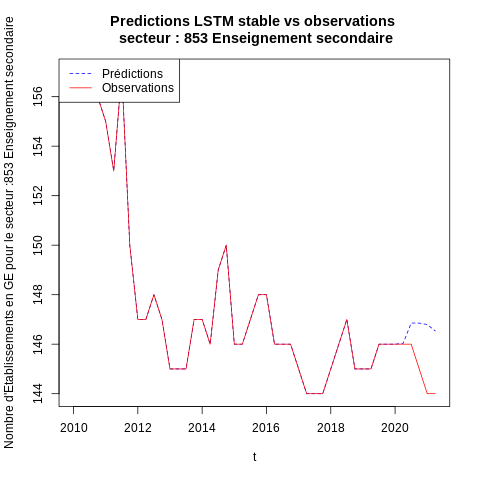 Predictions LSTM stable vs observations
secteur : 853 Enseignement secondaire
Nombre d'Etablissements en GE pour le secteur :853 Enseignement secondaire
Prédictions
Observations
156
154
152
150
148
146
144
2010 2012 2014 2016 2018 2020
t